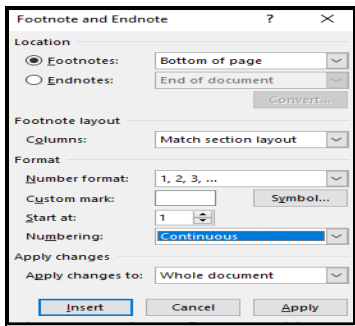 Footnote and Endnote ? ×
Location
Footnotes: Bottom of page
Endnotes: End of document
Convert...
Footnote layout
Columns: Match section layout
Format
Number format: 1, 2, 3, ...
Custom mark: Symbol...
Start at: 1
Numbering: Continuous
Apply changes
Apply changes to: Whole document
Insert Cancel Apply